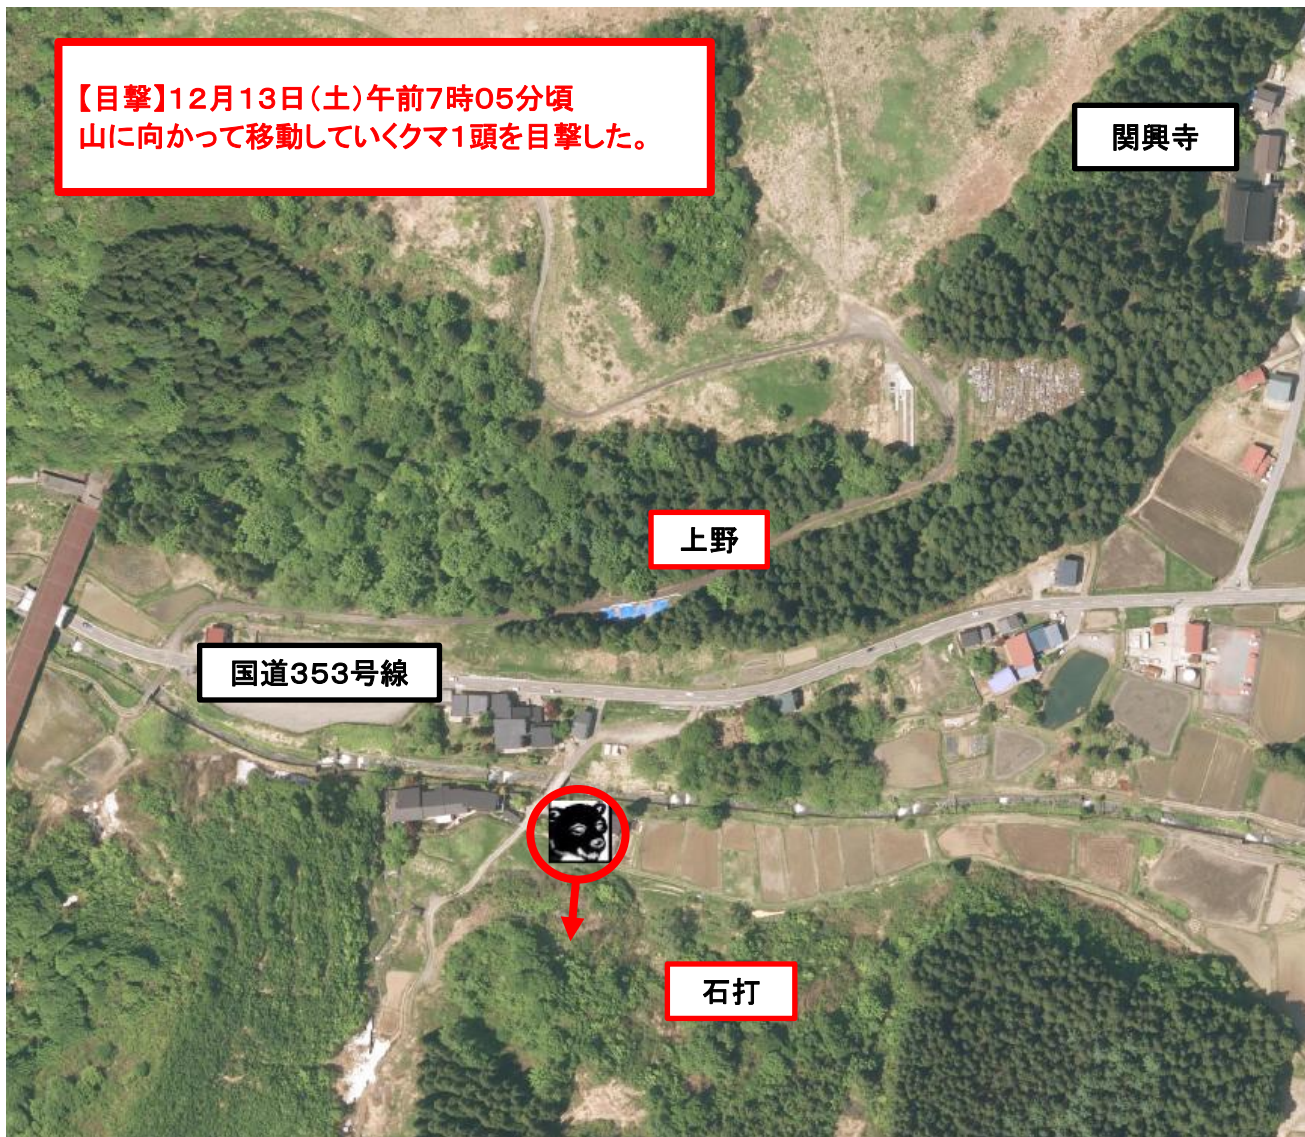 【目撃】12月13日(土)午前7時05分頃
山に向かって移動していくクマ1頭を目撃した。
関興寺
上野
国道353号線
石打